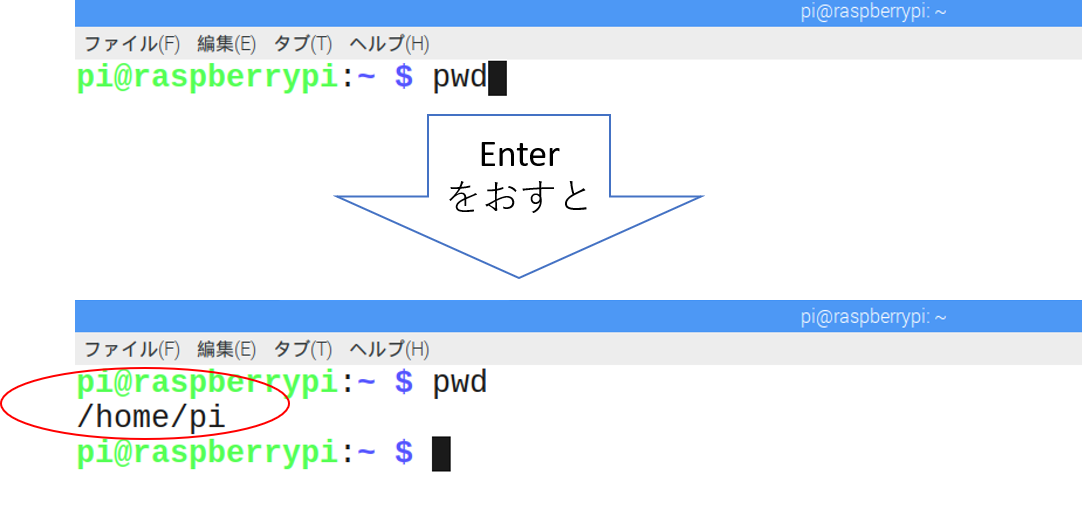 pi@raspberrypi: ~
ファイル(F) 編集(E) タブ(T) ヘルプ(H)
pi@raspberrypi:~ $ pwd
Enter
をおすと
pi@raspberrypi: ~
ファイル(F) 編集(E) タブ(T) ヘルプ(H)
pi@raspberrypi:~ $ pwd
/home/pi
pi@raspberrypi:~ $